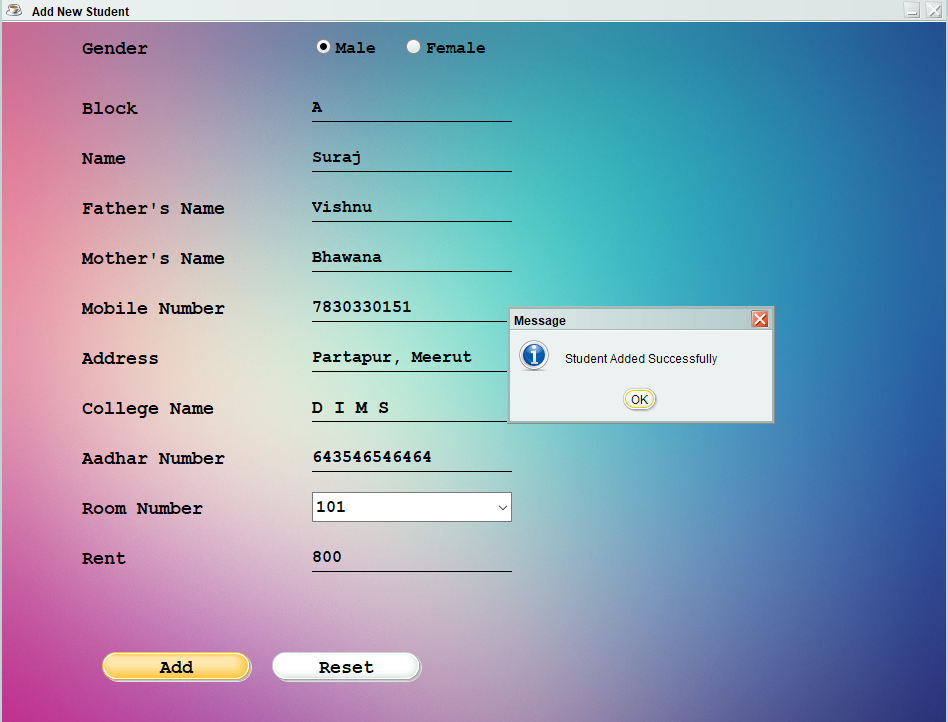 Add New Student
Gender Male Female
Block A
Name Suraj
Father's Name Vishnu
Mother's Name Bhawana
Mobile Number 7830330151
Message
Address Partapur, Meerut
Student Added Successfully
OK
College Name D I M S
Aadhar Number 643546546464
Room Number 101
Rent 800
Add Reset